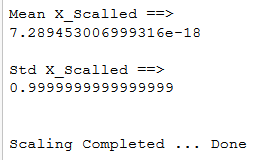 Mean X_Scalled ==>
7.289453006999316e-18
Std X_Scalled ==>
0.9999999999999999
Scaling Completed ... Done